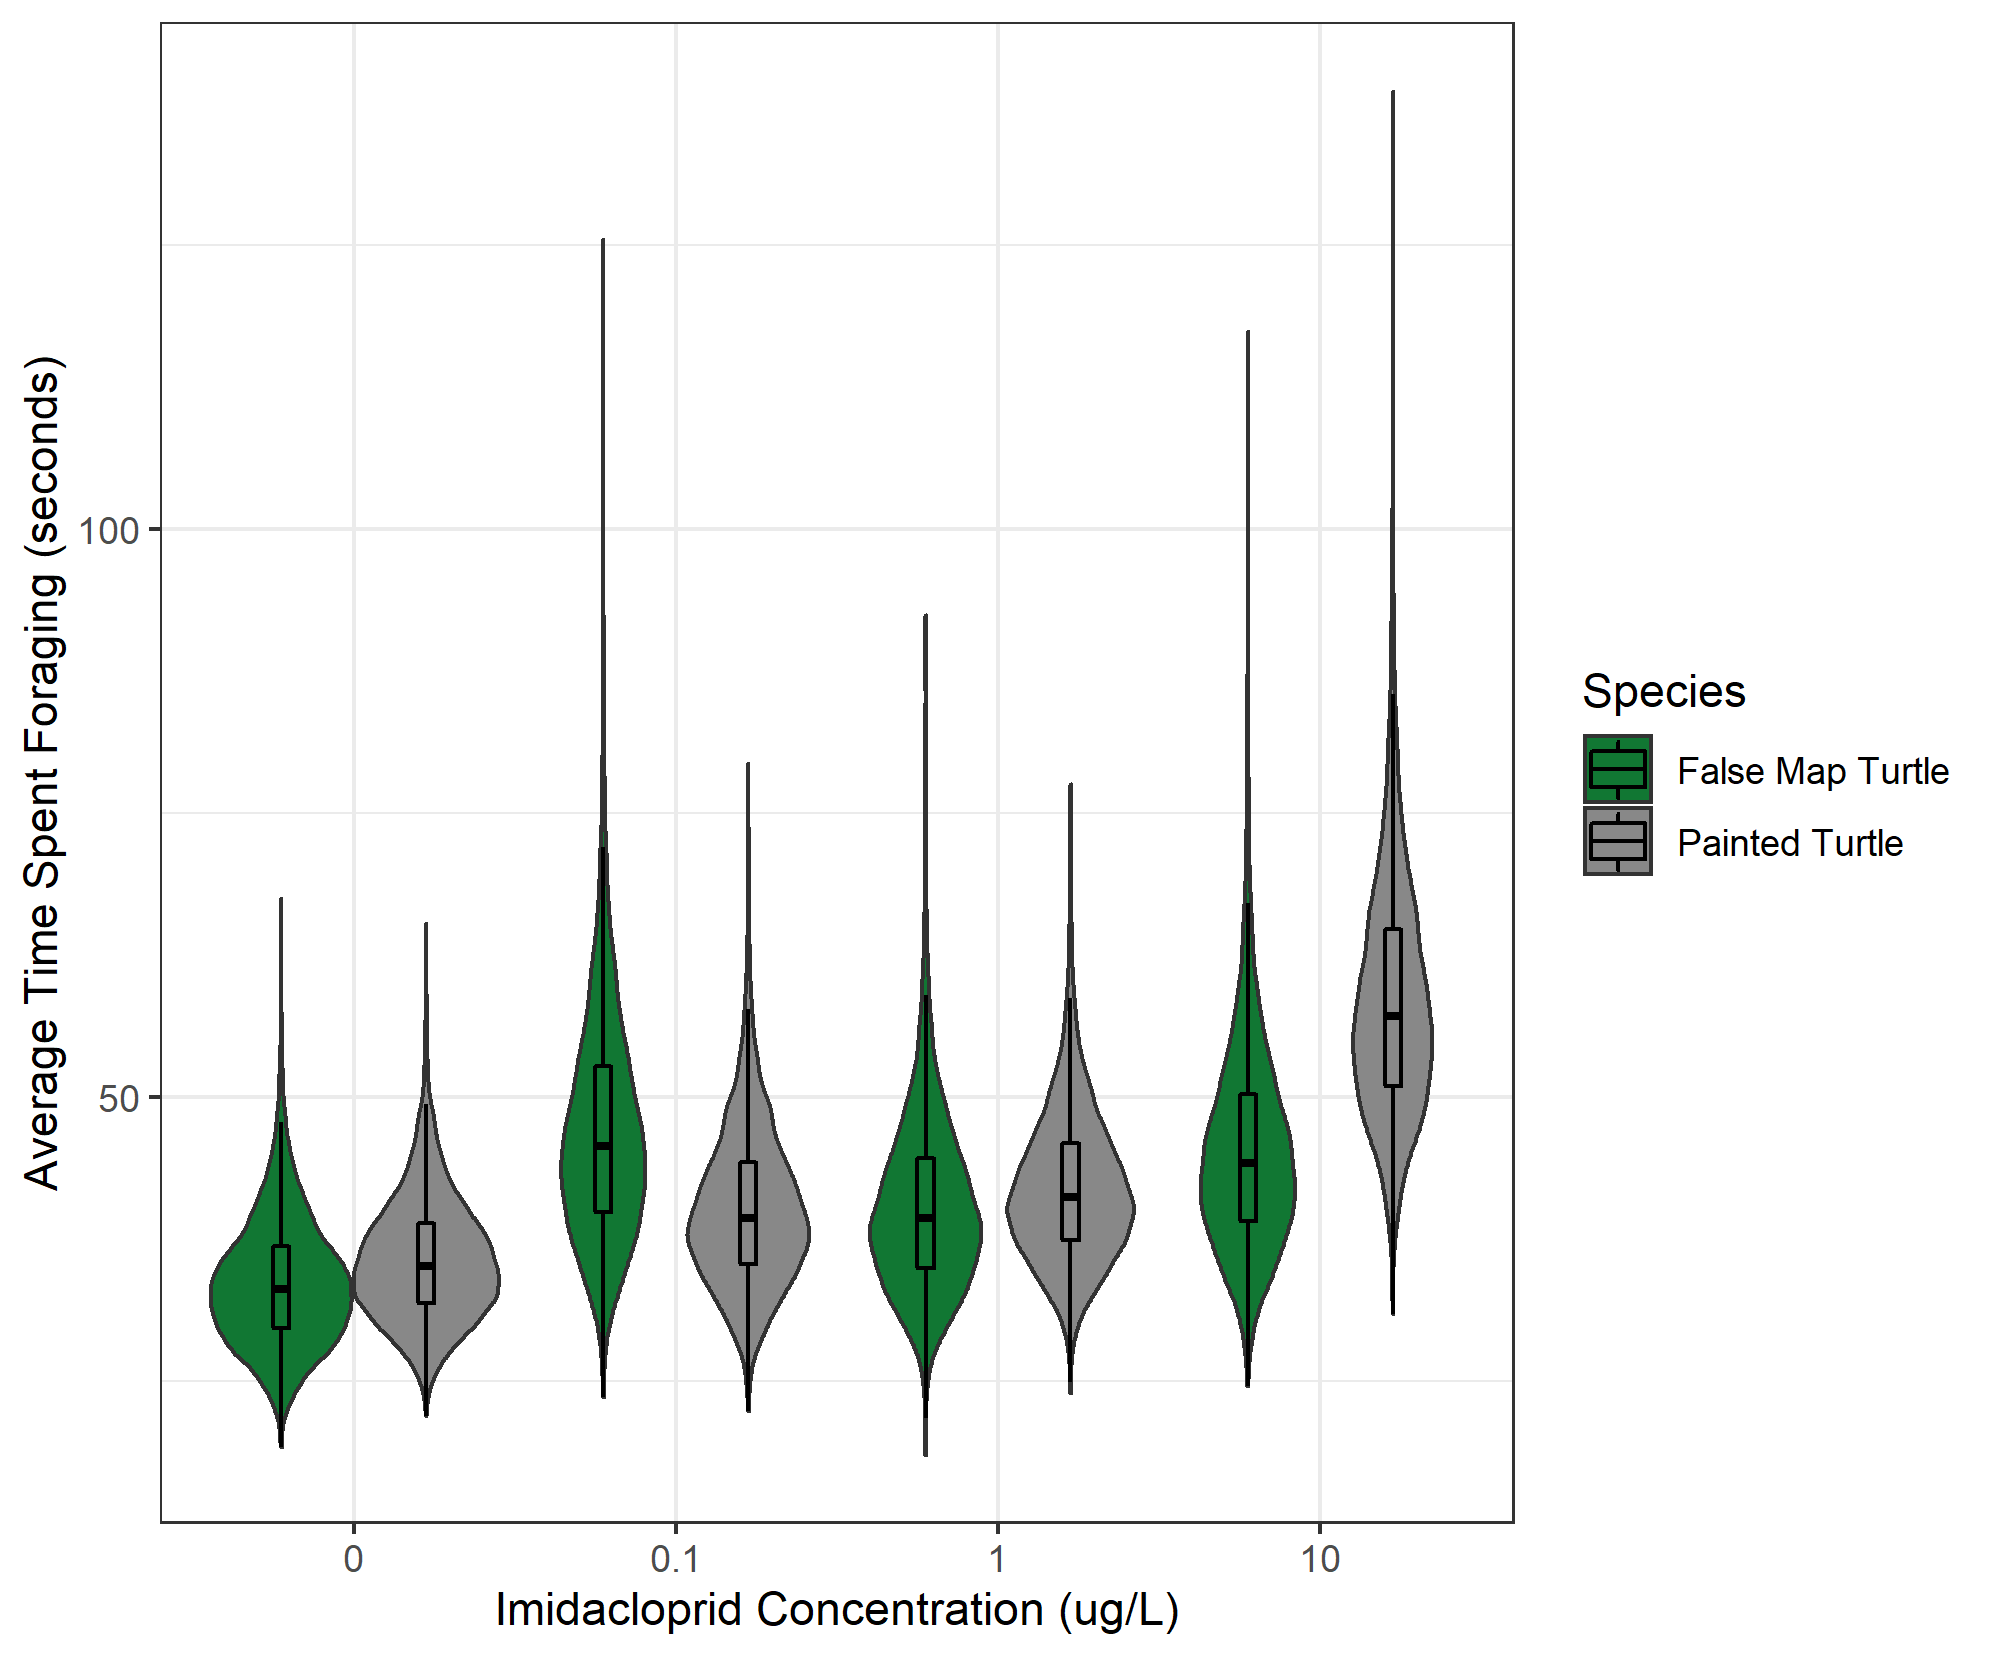 Average Time Spent Foraging (seconds)
100
50
0
0.1
1
10
Imidacloprid Concentration (ug/L)
Species
False Map Turtle
Painted Turtle